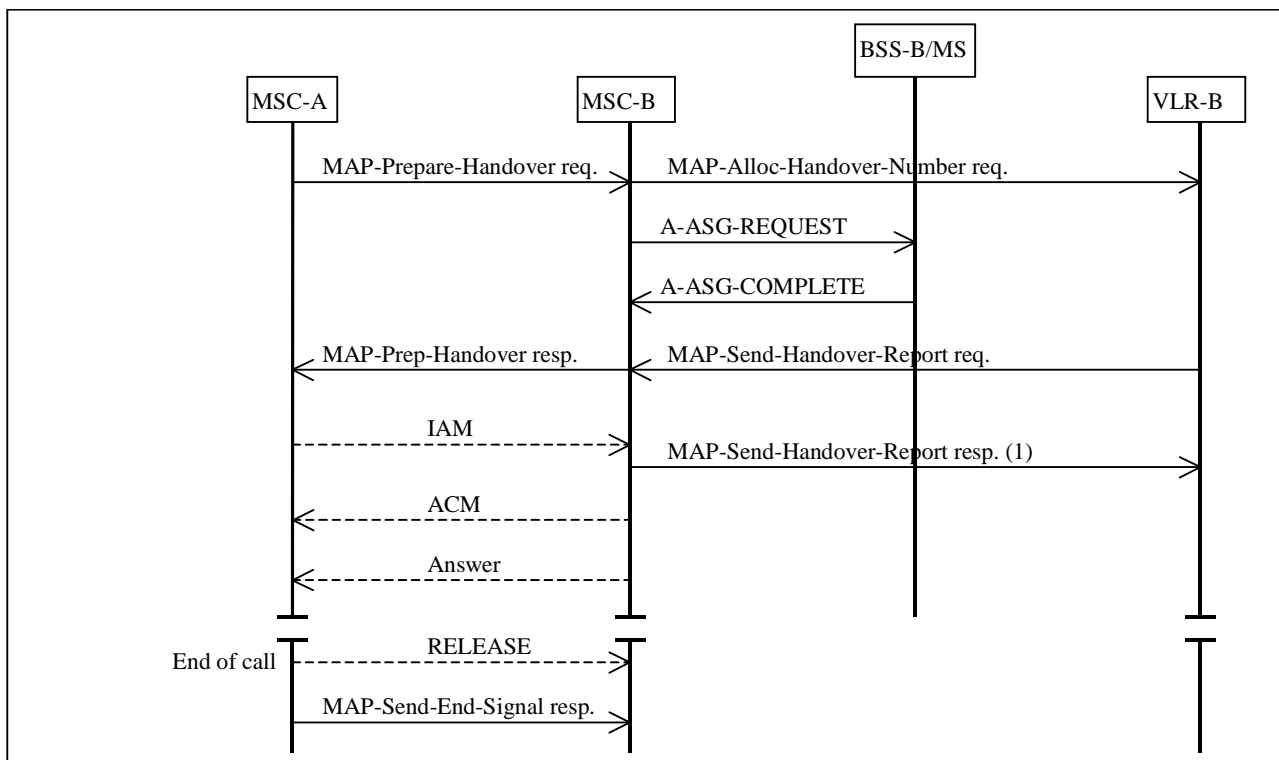 BSS-B/MS
MSC-A
MSC-B
VLR-B
MAP-Prepare-Handover req.
MAP-Alloc-Handover-Number req.
A-ASG-REQUEST
A-ASG-COMPLETE
MAP-Prep-Handover resp.
MAP-Send-Handover-Report req.
IAM
MAP-Send-Handover-Report resp. (1)
ACM
Answer
RELEASE
End of call
MAP-Send-End-Signal resp.